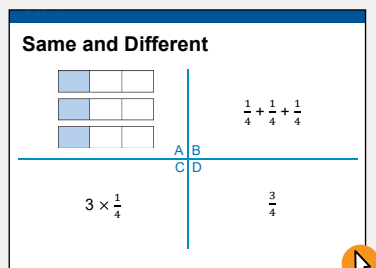 Same and Different
1/4 + 1/4 + 1/4
A B
C D
3 × 1/4
3/4